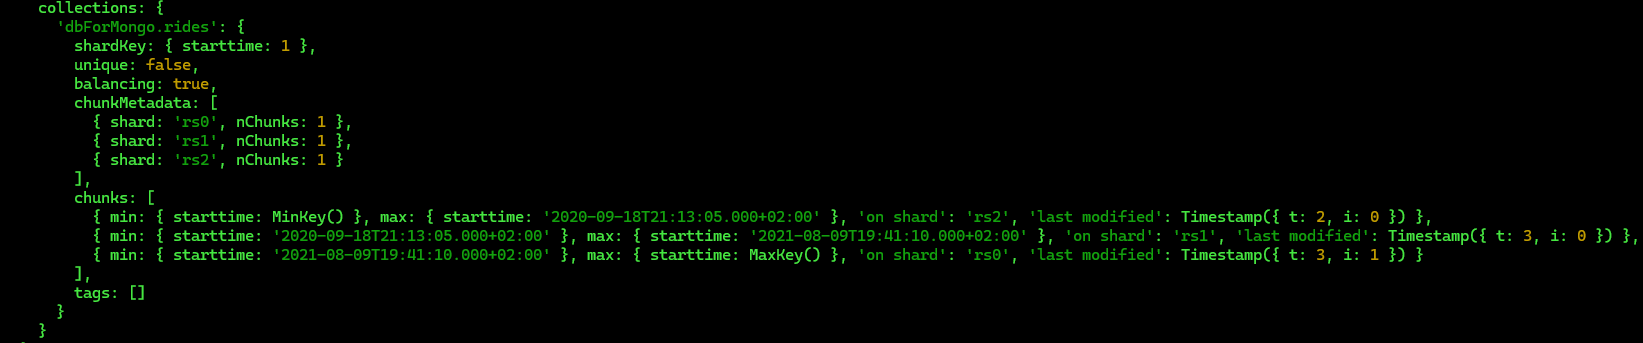 collections: {
'dbForMongo.rides': {
shardKey: { starttime: 1 },
unique: false,
balancing: true,
chunkMetadata: [
{ shard: 'rs0', nChunks: 1 },
{ shard: 'rs1', nChunks: 1 },
{ shard: 'rs2', nChunks: 1 }
],
chunks: [
{ min: { starttime: MinKey() }, max: { starttime: '2020-09-18T21:13:05.000+02:00' }, 'on shard': 'rs2', 'last modified': Timestamp({ t: 2, i: 0 }) },
{ min: { starttime: '2020-09-18T21:13:05.000+02:00' }, max: { starttime: '2021-08-09T19:41:10.000+02:00' }, 'on shard': 'rs1', 'last modified': Timestamp({ t: 3, i: 0 }) },
{ min: { starttime: '2021-08-09T19:41:10.000+02:00' }, max: { starttime: MaxKey() }, 'on shard': 'rs0', 'last modified': Timestamp({ t: 3, i: 1 }) }
],
tags: []
}
}